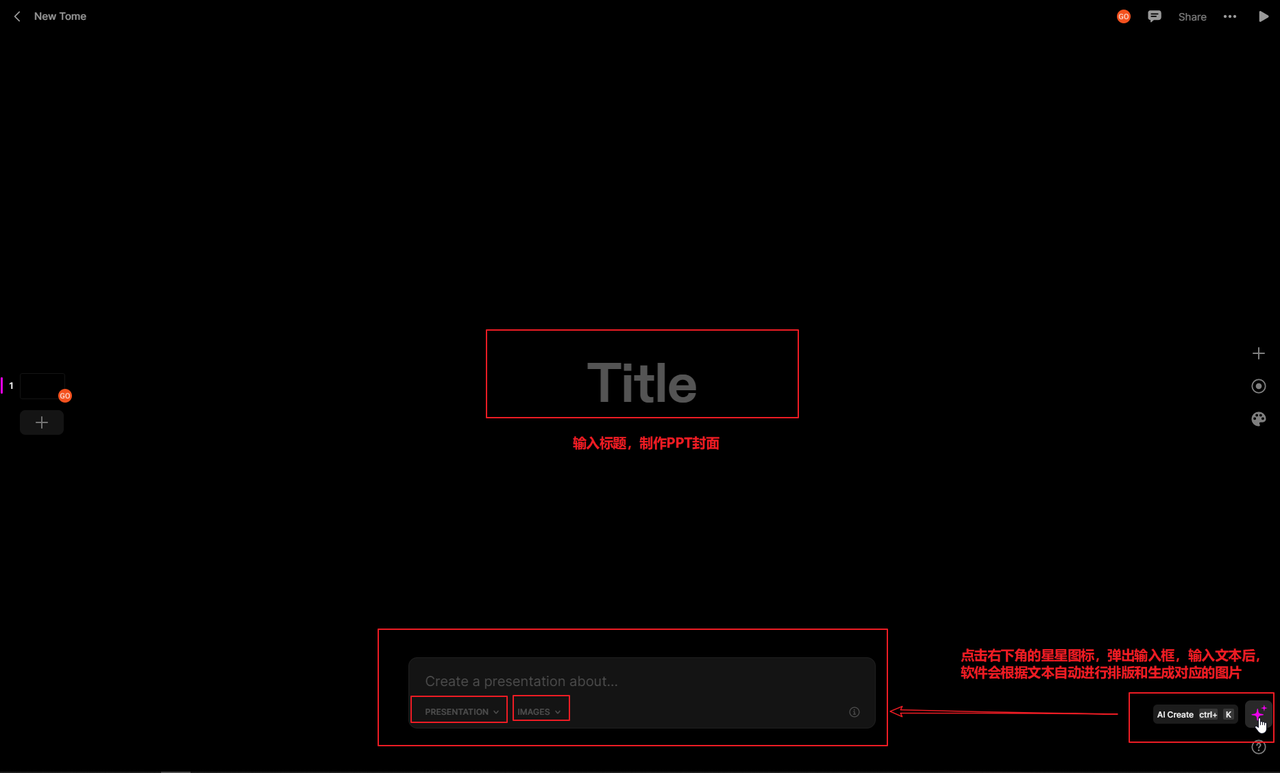 New Tome
GO
Share
Title
1
GO
输入标题，制作PPT封面
点击右下角的星星图标，弹出输入框，输入文本后，
软件会根据文本自动进行排版和生成对应的图片
Create a presentation about...
PRESENTATION
IMAGES
AI Create ctrl+ K